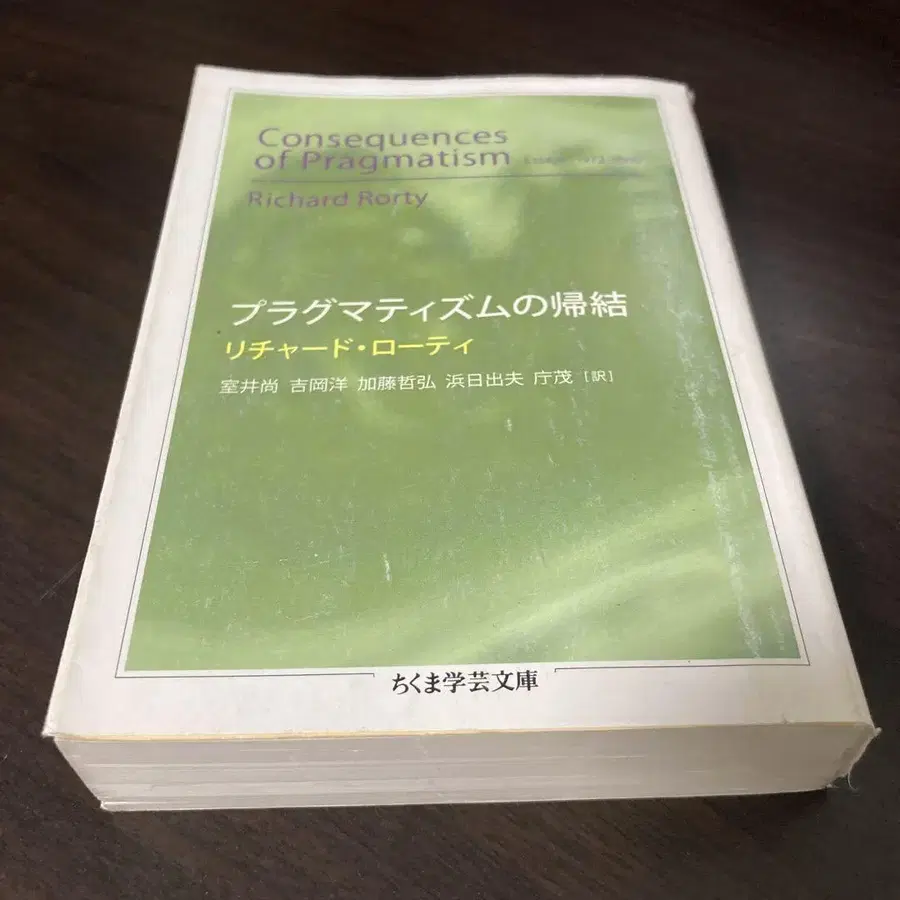 Consequences
of Pragmatism
Richard Rorty
プラグマティズムの帰結
リチャード・ローティ
室井尚 吉岡洋 加藤哲弘 浜日出夫 庁茂 [訳]
ちくま学芸文庫